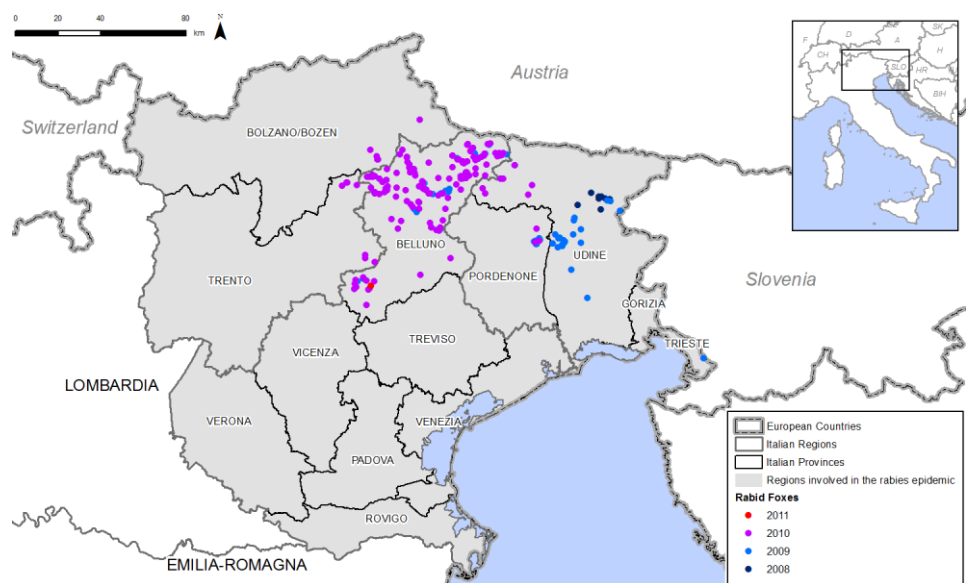 0 20 40 80
km
N
Austria
Switzerland
BOLZANO/BOZEN
F
D
A
SK
CH
H
SLO
HR
BIH
BELLUNO
TRENTO
UDINE
PORDENONE
Slovenia
GORIZIA
TREVISO
TRIESTE
VICENZA
LOMBARDIA
VERONA
VENEZIA
PADOVA
ROVIGO
EMILIA-ROMAGNA
European Countries
Italian Regions
Italian Provinces
Regions involved in the rabies epidemic
Rabid Foxes
2011
2010
2009
2008